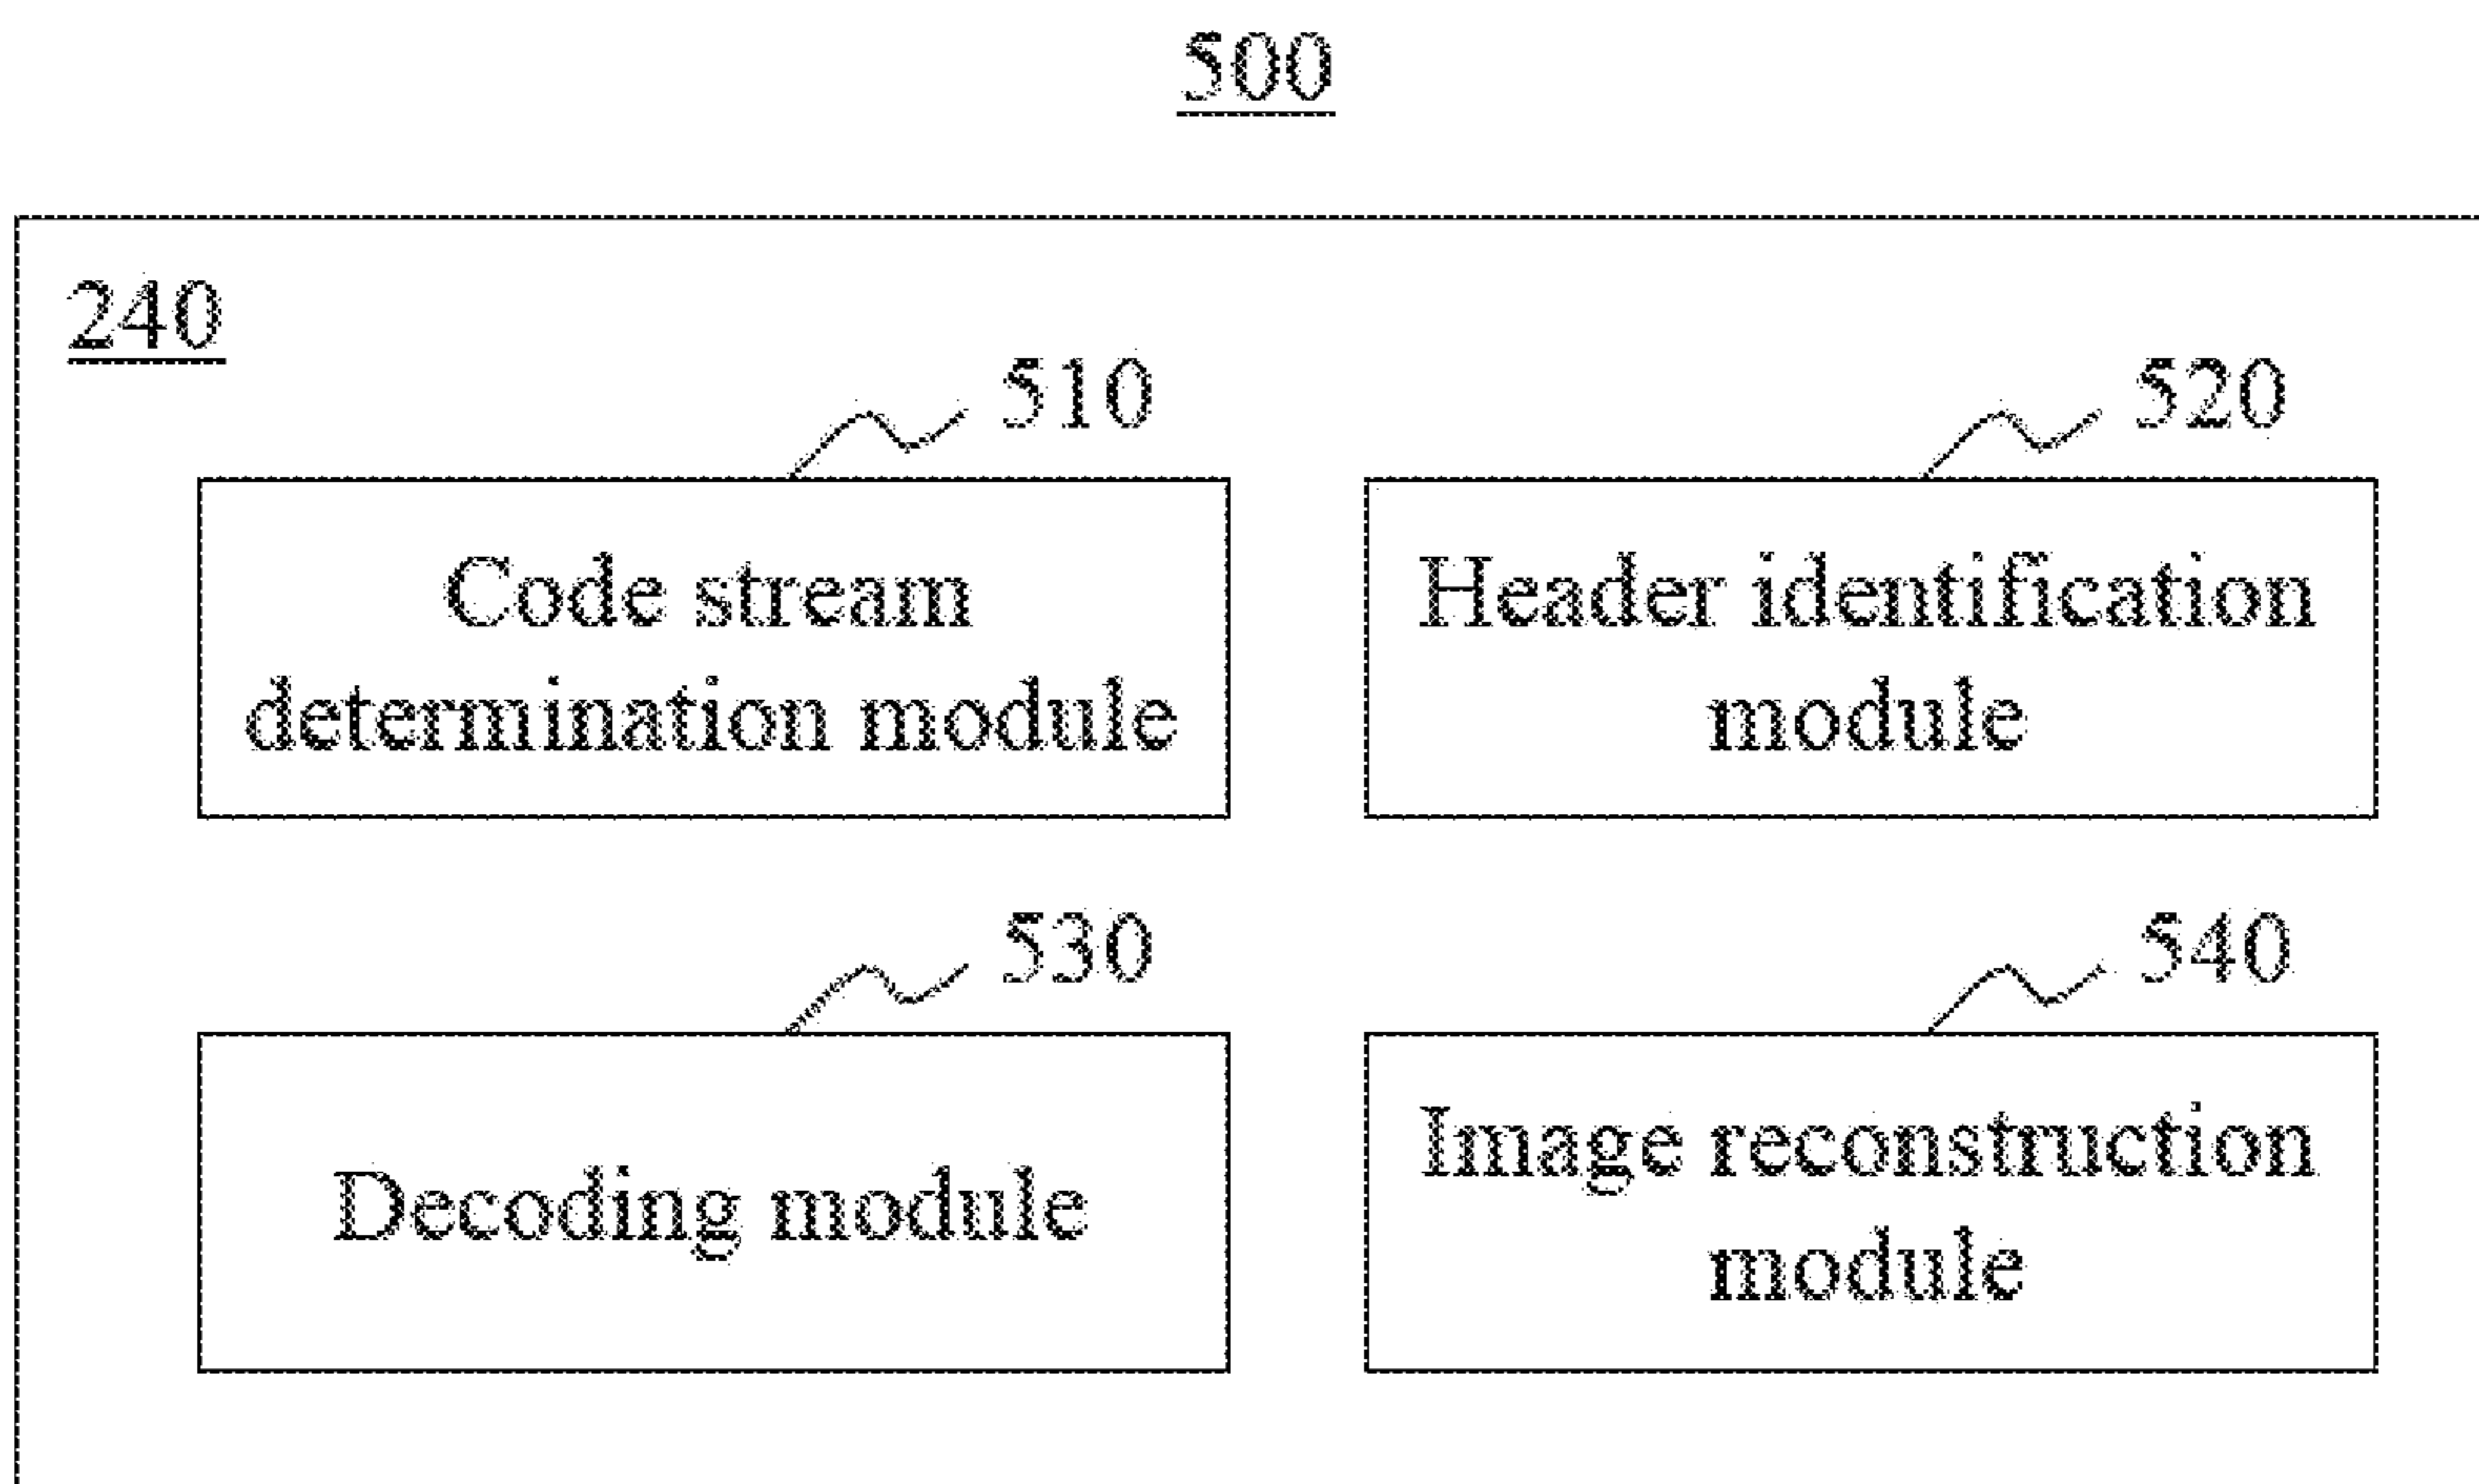 500
240
510
520
Code stream
determination module
Header identification
module
530
540
Decoding module
Image reconstruction
module